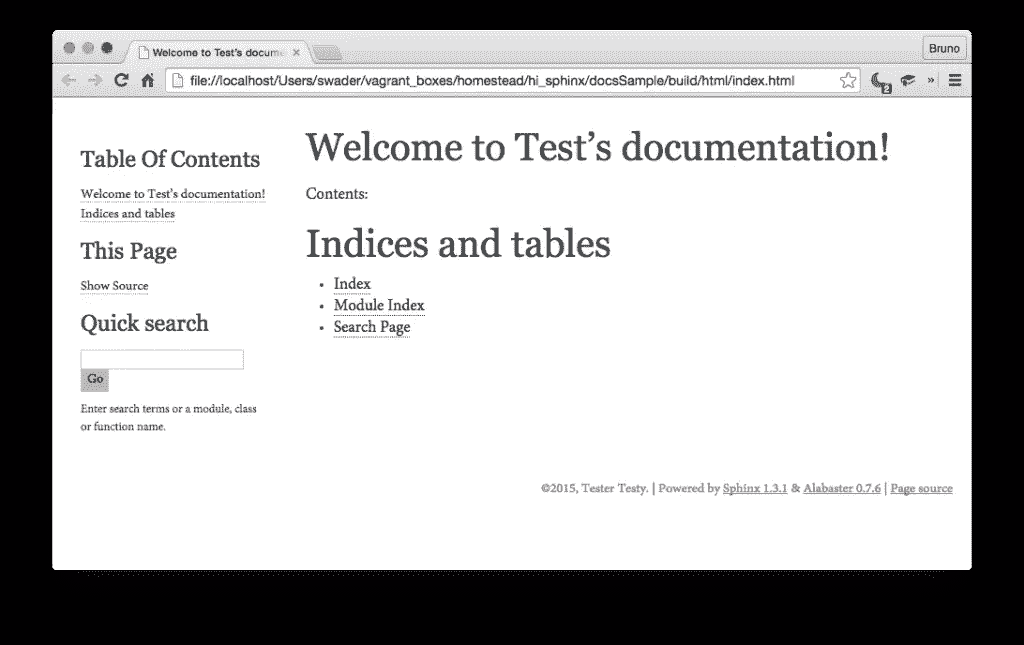 Welcome to Test's docume
Bruno
file://localhost/Users/swader/vagrant_boxes/homestead/hi_sphinx/docsSample/build/html/index.html
2
»
Table Of Contents
Welcome to Test's documentation!
Indices and tables
This Page
Show Source
Quick search
Go
Enter search terms or a module, class
or function name.
Welcome to Test's documentation!
Contents:
Indices and tables
• Index
• Module Index
• Search Page
©2015, Tester Testy. | Powered by Sphinx 1.3.1 & Alabaster 0.7.6 | Page source